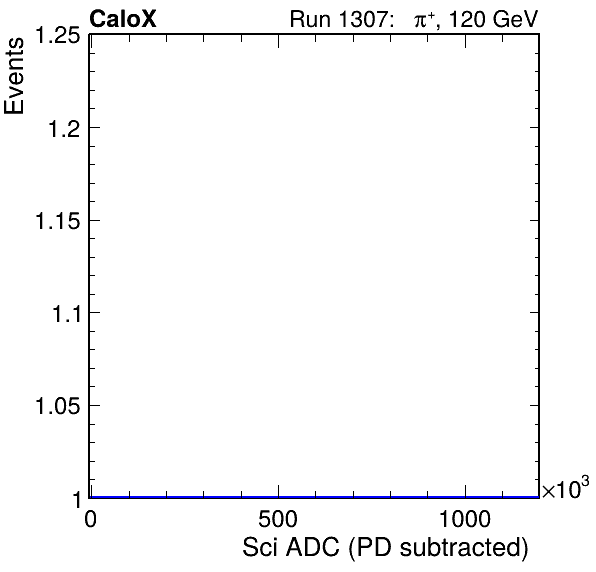 CaloX Run 1307: π⁺, 120 GeV
Events
1.25
1.2
1.15
1.1
1.05
1
×10³
0 500 1000
Sci ADC (PD subtracted)